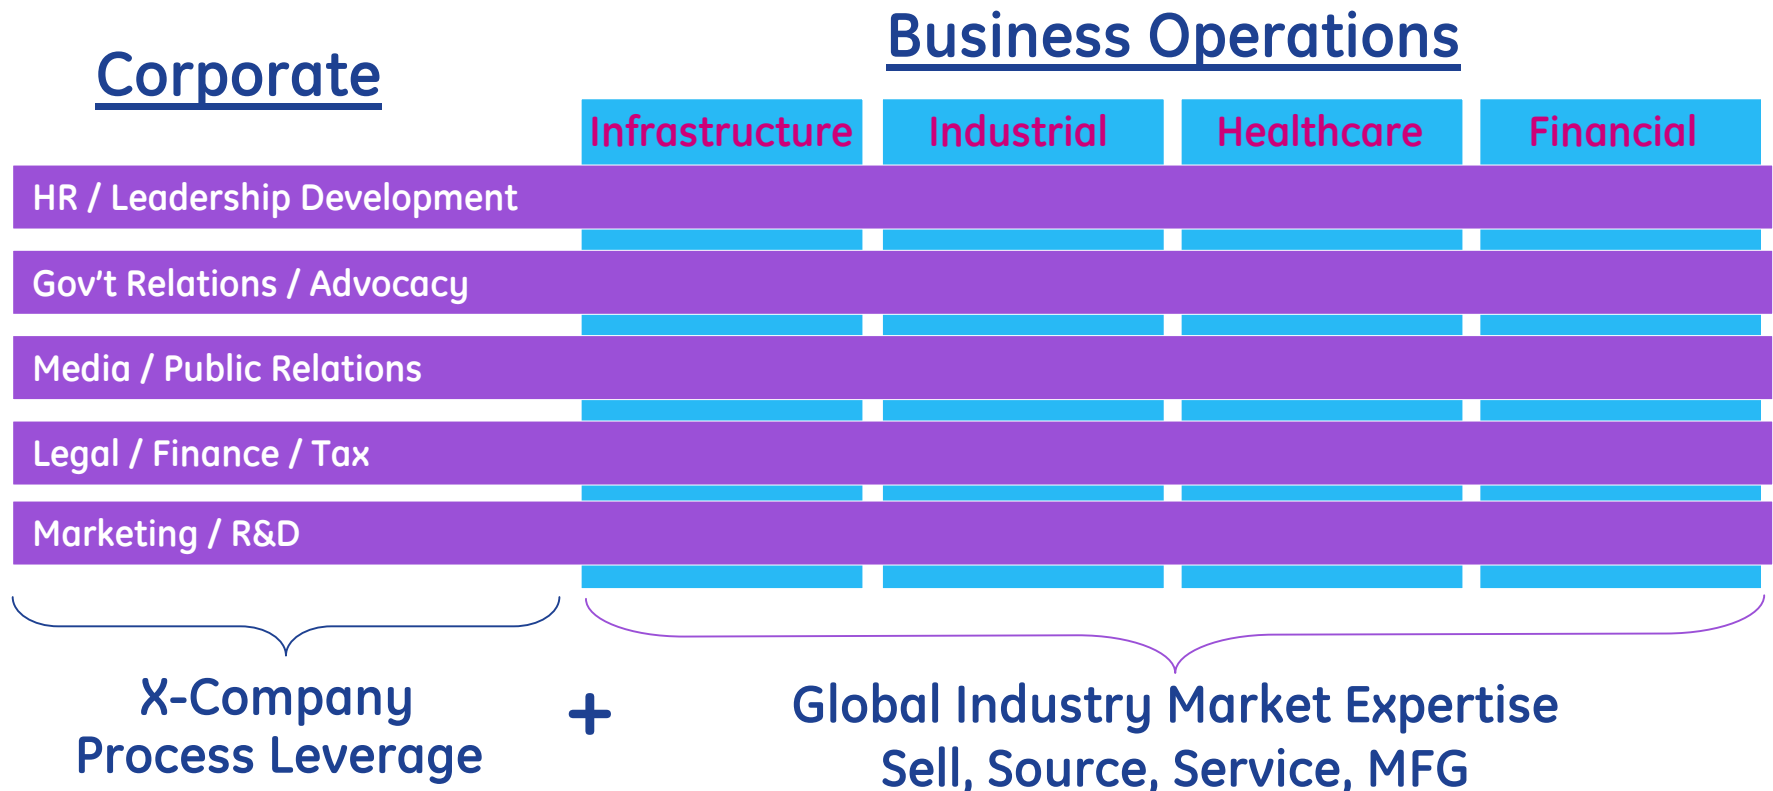 Business Operations
Corporate
Infrastructure Industrial Healthcare Financial
HR / Leadership Development
Gov't Relations / Advocacy
Media / Public Relations
Legal / Finance / Tax
Marketing / R&D
X-Company
Process Leverage
+
Global Industry Market Expertise
Sell, Source, Service, MFG